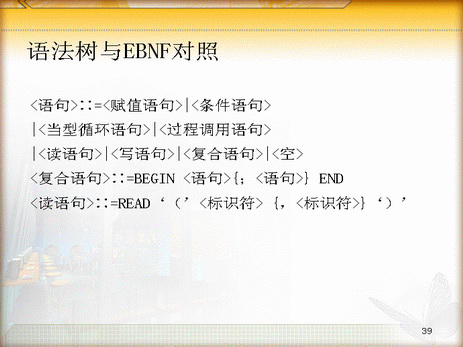 语法树与EBNF对照
<语句>::=<赋值语句>|<条件语句>
|<当型循环语句>|<过程调用语句>
|<读语句>|<写语句>|<复合语句>|<空>
<复合语句>::=BEGIN <语句>{; <语句>} END
<读语句>::=READ ‘(’<标识符> {, <标识符>} ‘)’
39